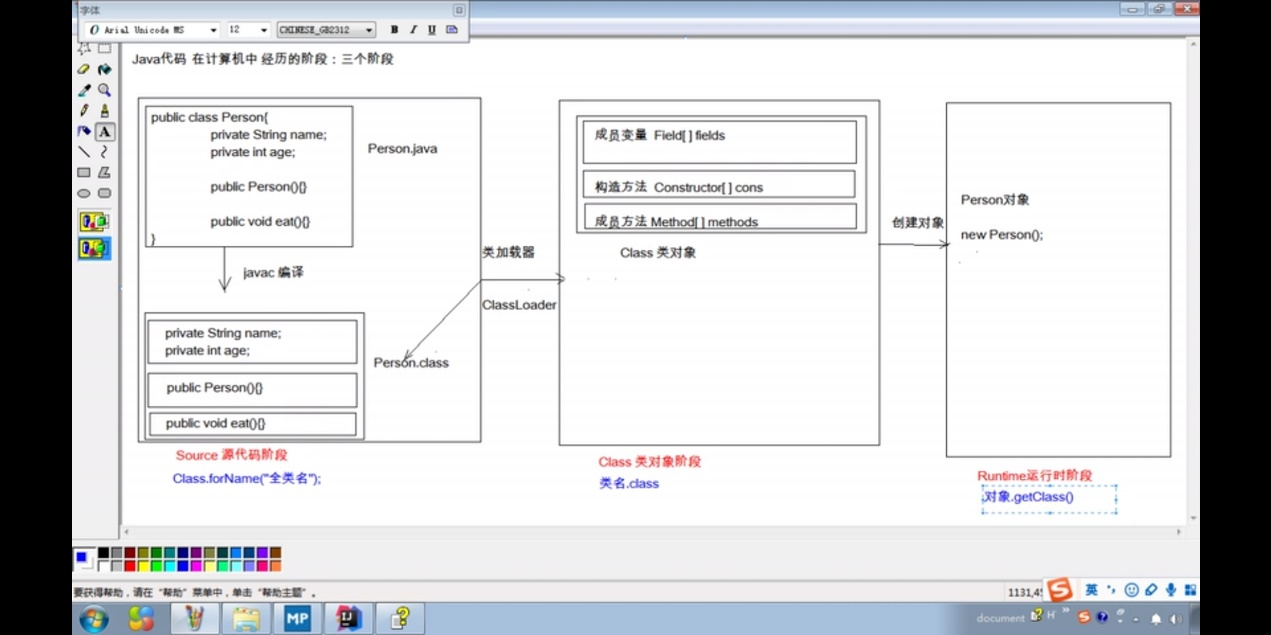 字体
Arial Unicode MS
12
CHINESE_GB2312
B I U
Java代码 在计算机中 经历的阶段：三个阶段
public class Person{
private String name;
private int age;
public Person(){}
public void eat(){}
}
Person.java
javac 编译
private String name;
private int age;
public Person(){}
public void eat(){}
Person.class
Source 源代码阶段
Class.forName("全类名");
类加载器
ClassLoader
成员变量 Field[ ] fields
构造方法 Constructor[ ] cons
成员方法 Method[ ] methods
Class 类对象
Class 类对象阶段
类名.class
创建对象
Person对象
new Person();
Runtime运行时阶段
对象.getClass()
要获得帮助，请在“帮助”菜单中，单击“帮助主题”。
英
MP
document